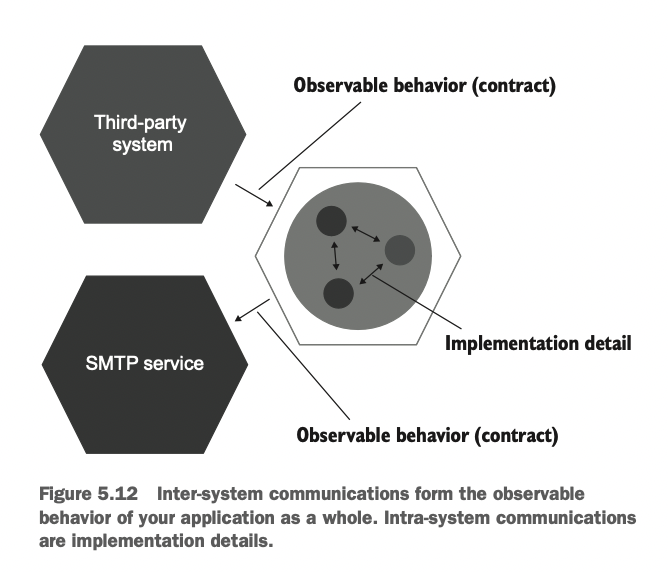 Observable behavior (contract)
Third-party
system
Implementation detail
SMTP service
Observable behavior (contract)
Figure 5.12 Inter-system communications form the observable
behavior of your application as a whole. Intra-system communications
are implementation details.